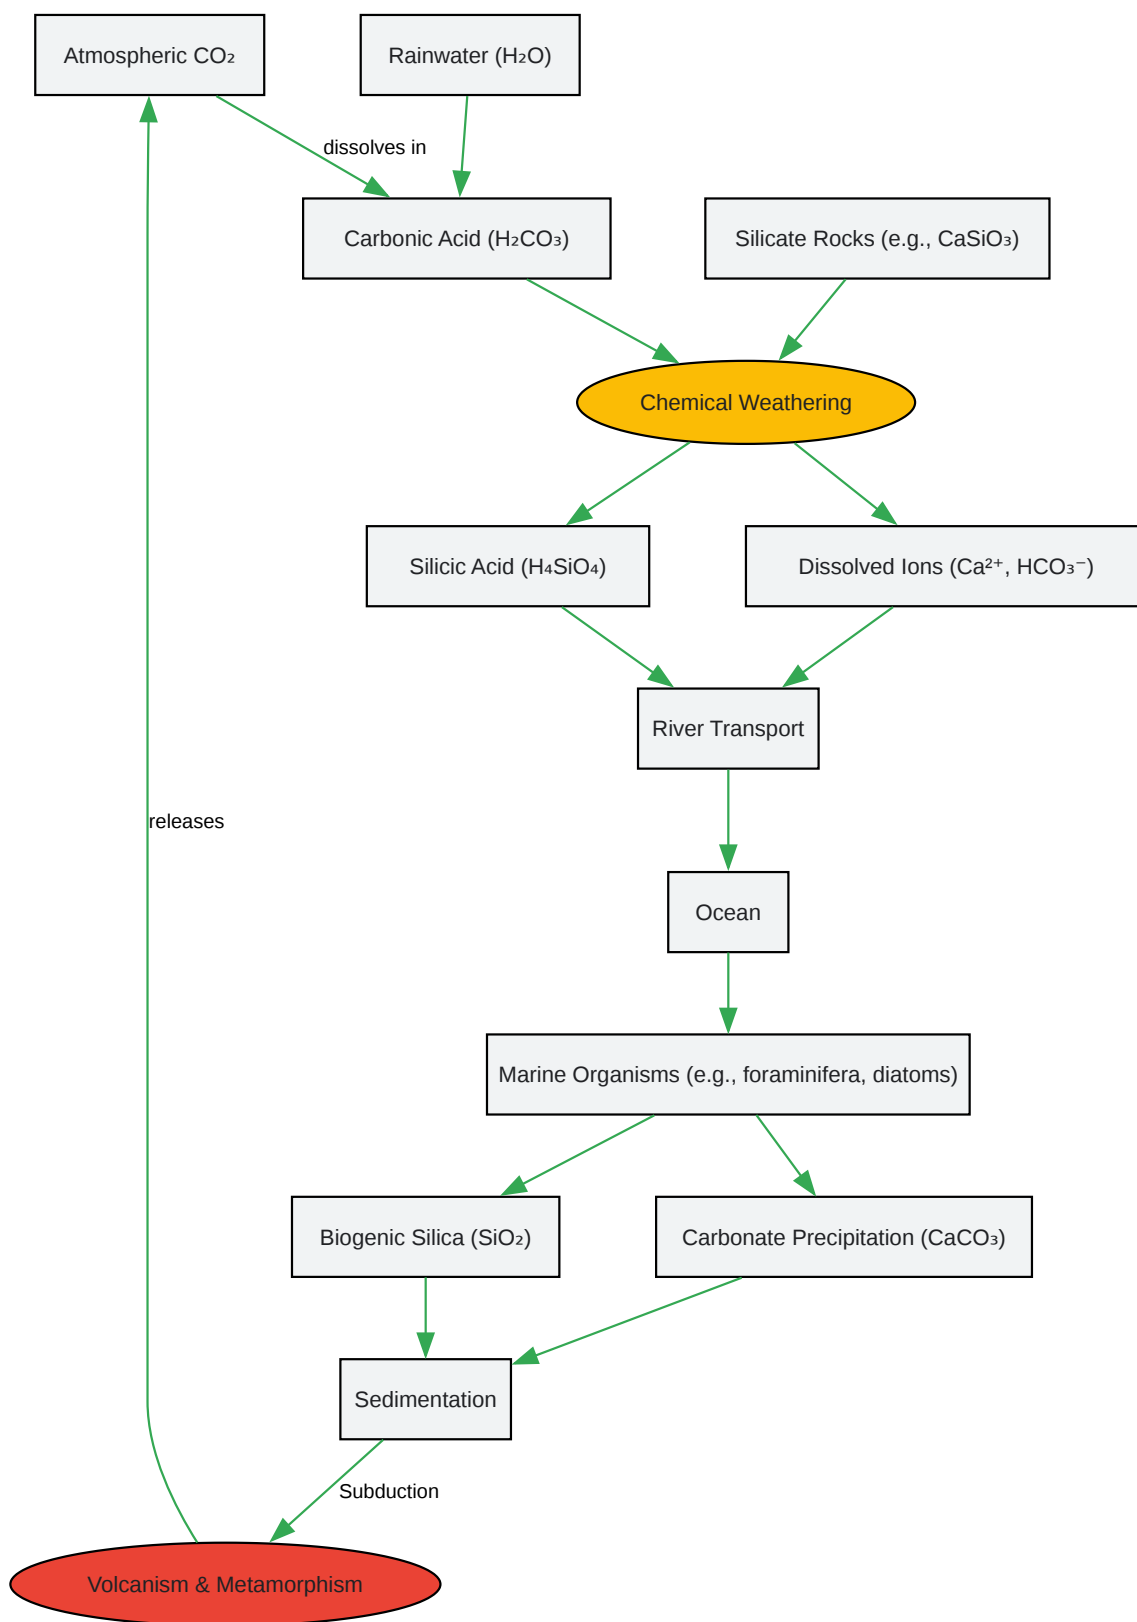 Atmospheric CO₂
Rainwater (H₂O)
dissolves in
Carbonic Acid (H₂CO₃)
Silicate Rocks (e.g., CaSiO₃)
Chemical Weathering
Silicic Acid (H₄SiO₄)
Dissolved Ions (Ca²⁺, HCO₃⁻)
River Transport
releases
Ocean
Marine Organisms (e.g., foraminifera, diatoms)
Biogenic Silica (SiO₂)
Carbonate Precipitation (CaCO₃)
Sedimentation
Subduction
Volcanism & Metamorphism